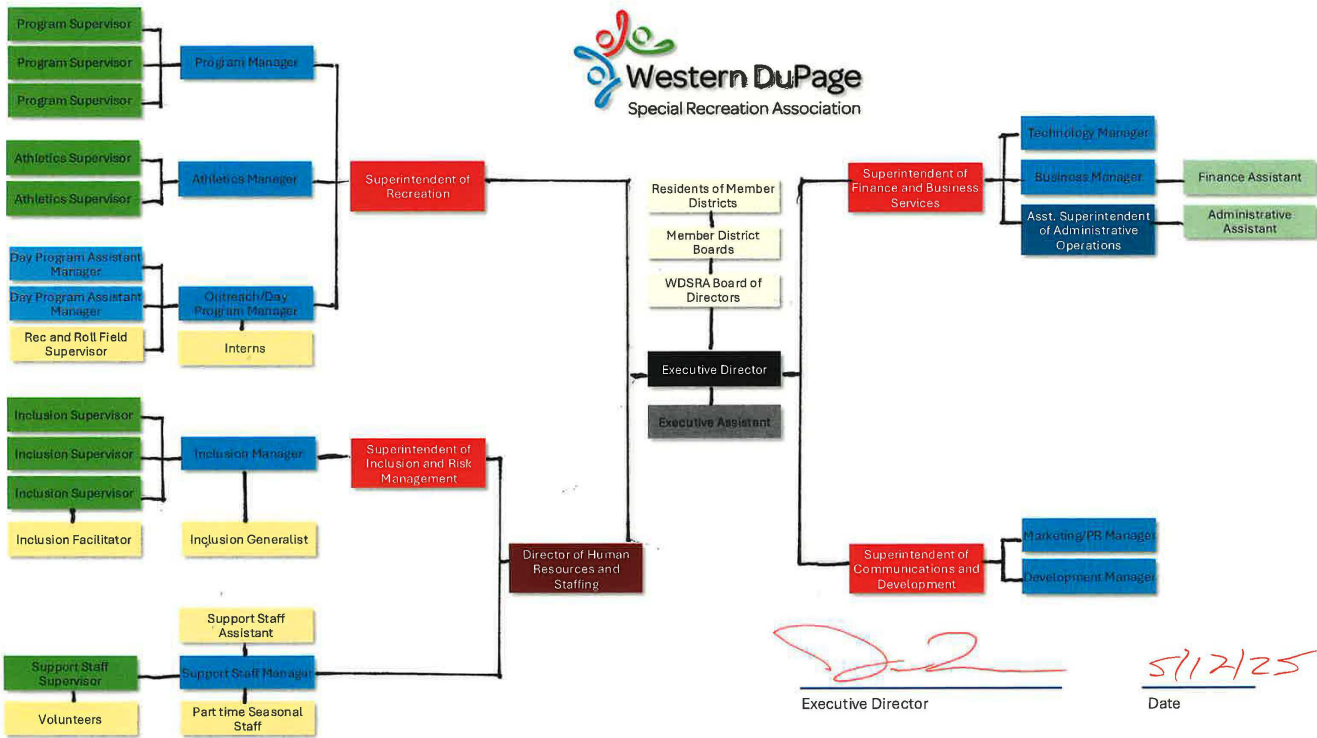 Western DuPage
Special Recreation Association
Program Supervisor
Program Supervisor
Program Supervisor
Program Manager
Athletics Supervisor
Athletics Supervisor
Athletics Manager
Superintendent of
Recreation
Day Program Assistant
Manager
Day Program Assistant
Manager
Rec and Roll Field
Supervisor
Outreach/Day
Program Manager
Interns
Inclusion Supervisor
Inclusion Supervisor
Inclusion Supervisor
Inclusion Facilitator
Inclusion Manager
Inclusion Generalist
Superintendent of
Inclusion and Risk
Management
Director of Human
Resources and
Staffing
Support Staff
Assistant
Support Staff
Supervisor
Support Staff Manager
Volunteers
Part time Seasonal
Staff
Residents of Member
Districts
Member District
Boards
WDSRA Board of
Directors
Executive Director
Executive Assistant
Superintendent of
Finance and Business
Services
Technology Manager
Business Manager
Finance Assistant
Asst. Superintendent
of Administrative
Operations
Administrative
Assistant
Superintendent of
Communications and
Development
Marketing/PR Manager
Development Manager
5/12/25
Executive Director
Date